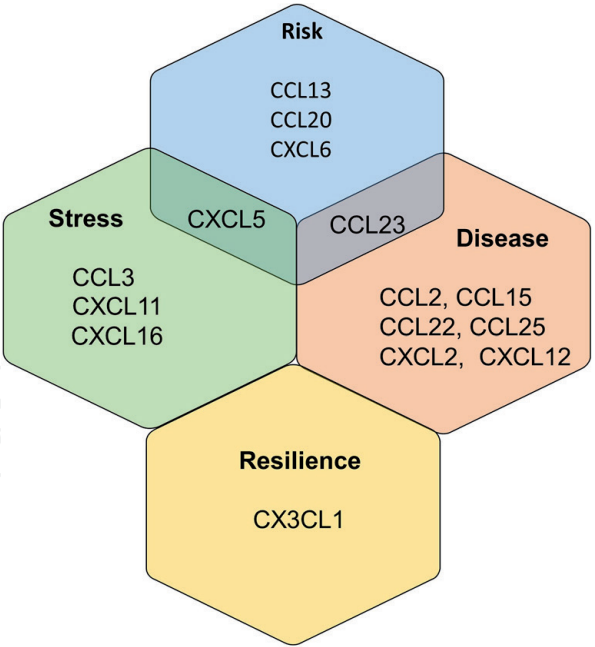 Risk
CCL13
CCL20
CXCL6
Stress
CXCL5
CCL23
Disease
CCL3
CXCL11
CXCL16
CCL2, CCL15
CCL22, CCL25
CXCL2, CXCL12
Resilience
CX3CL1